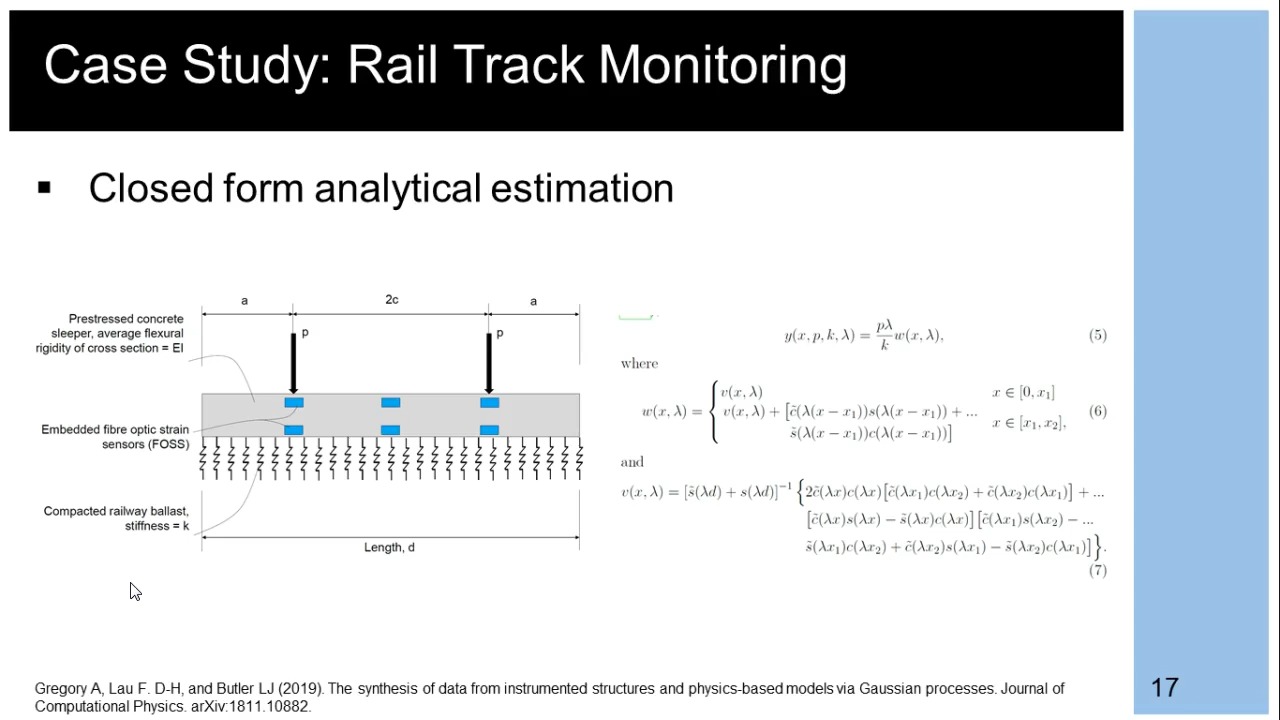 Case Study: Rail Track Monitoring
▪ Closed form analytical estimation
a 2c a
Prestressed concrete
sleeper, average flexural
rigidity of cross section = EI
p p
Embedded fibre optic strain
sensors (FOSS)
Compacted railway ballast,
stiffness = k
Length, d
y(x, p, k, λ) = pλ/k w(x, λ), (5)
where
w(x, λ) = { v(x, λ) x ∈ [0, x₁]
v(x, λ) + [c̃(λ(x − x₁))s(λ(x − x₁)) + ... x ∈ [x₁, x₂], (6)
s̃(λ(x − x₁))c(λ(x − x₁))]
and
v(x, λ) = [s̃(λd) + s(λd)]⁻¹ {2c̃(λx)c(λx)[c̃(λx₁)c(λx₂) + c̃(λx₂)c(λx₁)] + ...
[c̃(λx)s(λx) − s̃(λx)c(λx)][c̃(λx₁)s(λx₂) − ...
s̃(λx₁)c(λx₂) + c̃(λx₂)s(λx₁) − s̃(λx₂)c(λx₁)]}.
(7)
Gregory A, Lau F. D-H, and Butler LJ (2019). The synthesis of data from instrumented structures and physics-based models via Gaussian processes. Journal of
Computational Physics. arXiv:1811.10882.
17